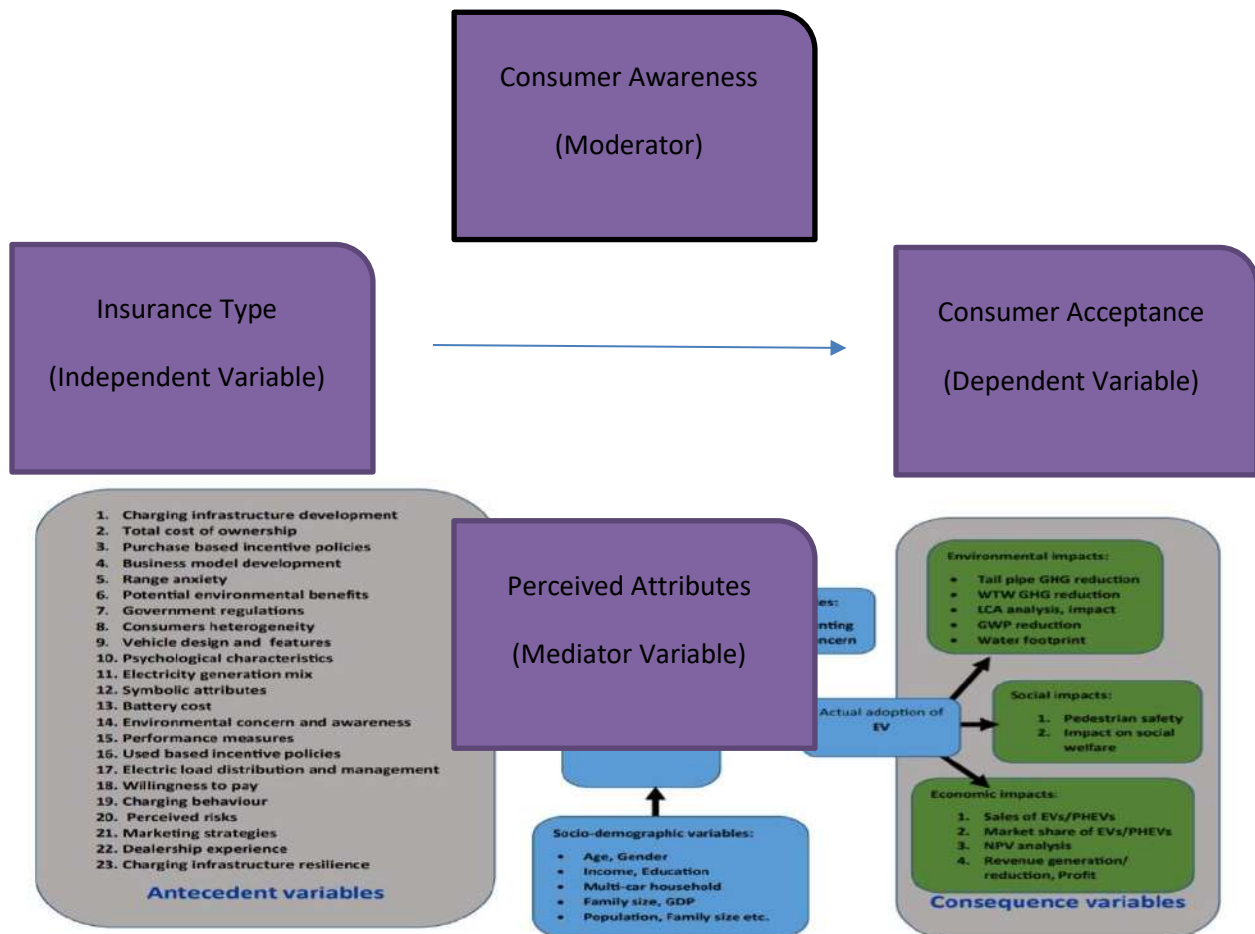 Consumer Awareness
(Moderator)
Insurance Type
(Independent Variable)
Consumer Acceptance
(Dependent Variable)
1. Charging infrastructure development
2. Total cost of ownership
3. Purchase based incentive policies
4. Business model development
5. Range anxiety
6. Potential environmental benefits
7. Government regulations
8. Consumers heterogeneity
9. Vehicle design and features
10. Psychological characteristics
11. Electricity generation mix
12. Symbolic attributes
13. Battery cost
14. Environmental concern and awareness
15. Performance measures
16. Used based incentive policies
17. Electric load distribution and management
18. Willingness to pay
19. Charging behaviour
20. Perceived risks
21. Marketing strategies
22. Dealership experience
23. Charging infrastructure resilience
Antecedent variables
Perceived Attributes
(Mediator Variable)
Actual adoption of
EV
Socio-demographic variables:
• Age, Gender
• Income, Education
• Multi-car household
• Family size, GDP
• Population, Family size etc.
Environmental impacts:
• Tail pipe GHG reduction
• WTW GHG reduction
• LCA analysis, impact
• GWP reduction
• Water footprint
Social impacts:
1. Pedestrian safety
2. Impact on social
welfare
Economic impacts:
1. Sales of EVs/PHEVs
2. Market share of EVs/PHEVs
3. NPV analysis
4. Revenue generation/
reduction, Profit
Consequence variables